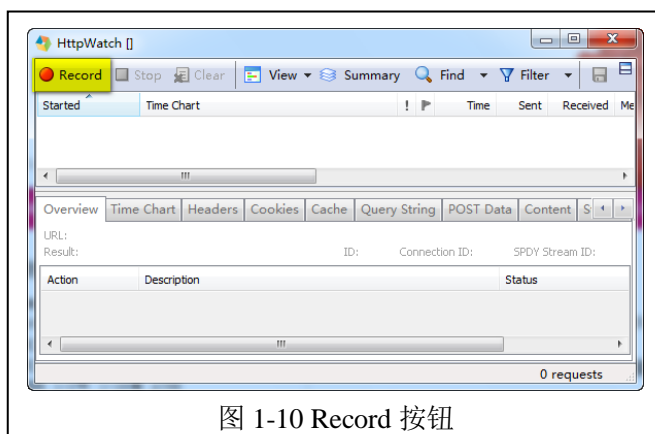 HttpWatch []
Record Stop Clear View Summary Find Filter
Started Time Chart ! Time Sent Received Me
Overview Time Chart Headers Cookies Cache Query String POST Data Content S
URL:
Result: ID: Connection ID: SPDY Stream ID:
Action Description Status
0 requests
图 1-10 Record 按钮